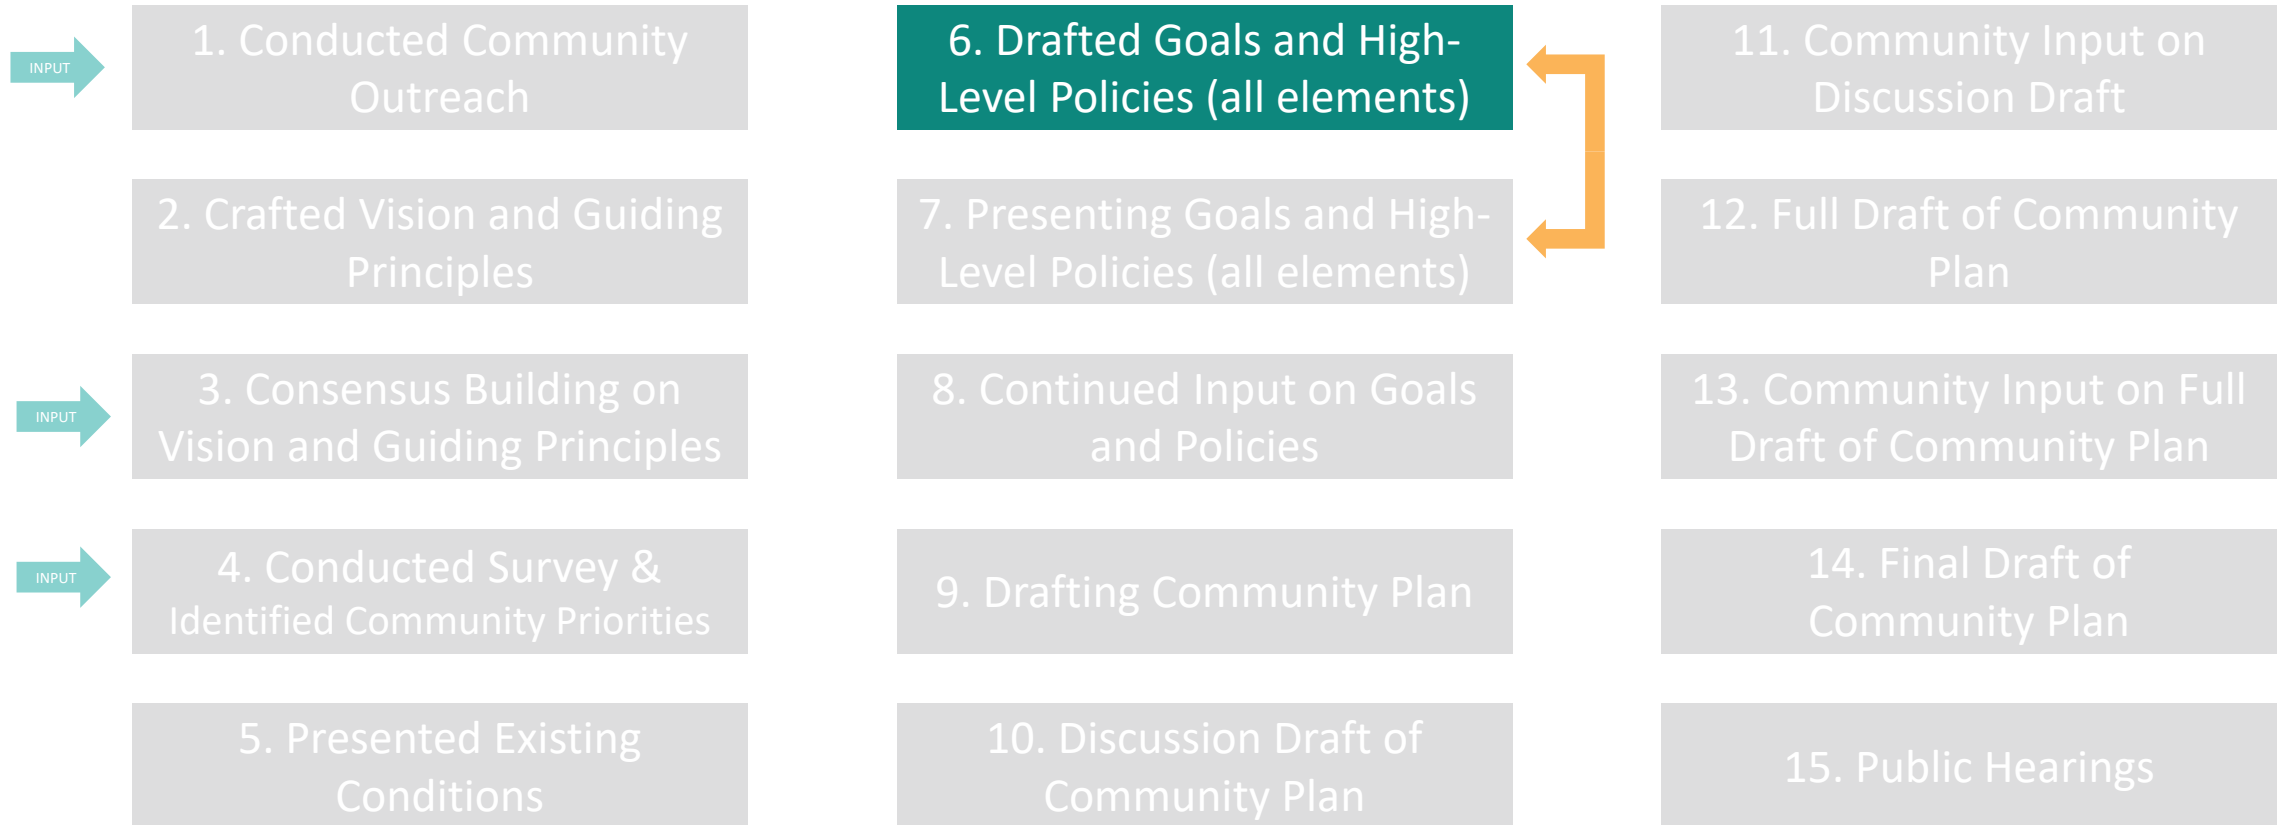 INPUT
1. Conducted Community
Outreach
2. Crafted Vision and Guiding
Principles
INPUT
3. Consensus Building on
Vision and Guiding Principles
INPUT
4. Conducted Survey &
Identified Community Priorities
5. Presented Existing
Conditions
6. Drafted Goals and High-
Level Policies (all elements)
7. Presenting Goals and High-
Level Policies (all elements)
8. Continued Input on Goals
and Policies
9. Drafting Community Plan
10. Discussion Draft of
Community Plan
11. Community Input on
Discussion Draft
12. Full Draft of Community
Plan
13. Community Input on Full
Draft of Community Plan
14. Final Draft of
Community Plan
15. Public Hearings